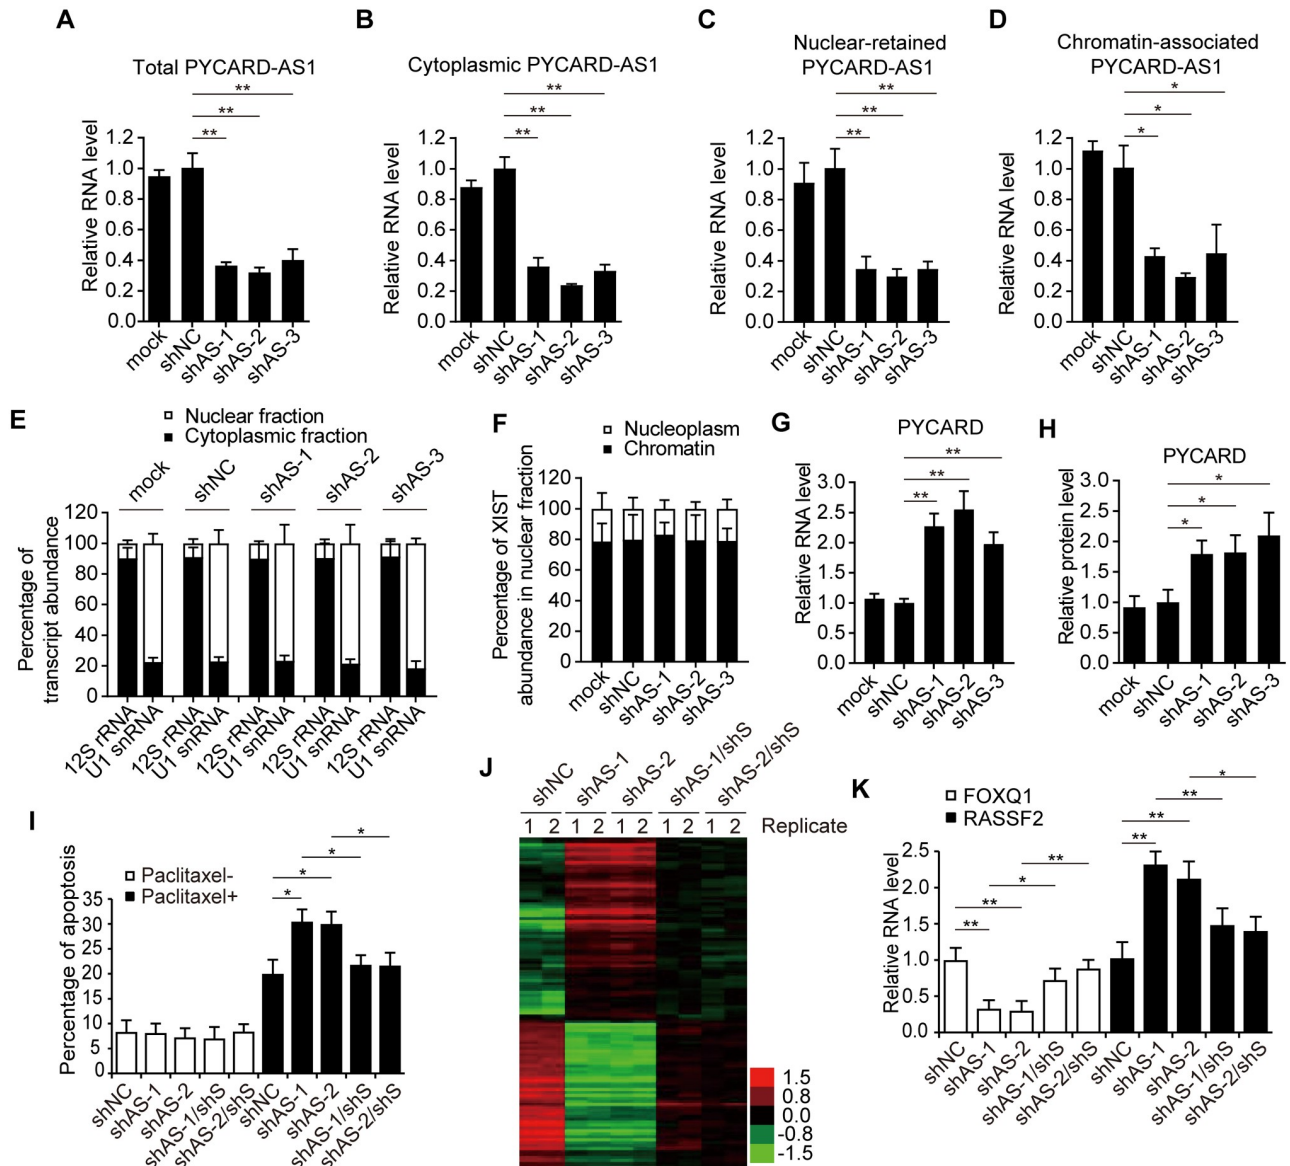 A
Total PYCARD-AS1
**
**
**
Relative RNA level
1.2
1.0
0.8
0.6
0.4
0.2
0.0
mock
shNC
shAS-1
shAS-2
shAS-3
B
Cytoplasmic PYCARD-AS1
**
**
**
Relative RNA level
1.2
1.0
0.8
0.6
0.4
0.2
0.0
mock
shNC
shAS-1
shAS-2
shAS-3
C
Nuclear-retained
PYCARD-AS1
**
**
**
Relative RNA level
1.2
1.0
0.8
0.6
0.4
0.2
0.0
mock
shNC
shAS-1
shAS-2
shAS-3
D
Chromatin-associated
PYCARD-AS1
*
*
*
Relative RNA level
1.2
1.0
0.8
0.6
0.4
0.2
0.0
mock
shNC
shAS-1
shAS-2
shAS-3
E
Nuclear fraction
Cytoplasmic fraction
mock
shNC
shAS-1
shAS-2
shAS-3
Percentage of
transcript abundance
120
100
80
60
40
20
0
12S rRNA
U1 snRNA
12S rRNA
U1 snRNA
12S rRNA
U1 snRNA
12S rRNA
U1 snRNA
12S rRNA
U1 snRNA
F
Nucleoplasm
Chromatin
Percentage of XIST
abundance in nuclear fraction
120
100
80
60
40
20
0
mock
shNC
shAS-1
shAS-2
shAS-3
G
PYCARD
**
**
**
Relative RNA level
3.0
2.5
2.0
1.5
1.0
0.5
0.0
mock
shNC
shAS-1
shAS-2
shAS-3
H
PYCARD
*
*
*
Relative protein level
3.0
2.5
2.0
1.5
1.0
0.5
0.0
mock
shNC
shAS-1
shAS-2
shAS-3
I
Paclitaxel-
Paclitaxel+
*
*
*
*
Percentage of apoptosis
35
30
25
20
15
10
5
0
shNC
shAS-1
shAS-2
shAS-1/shS
shAS-2/shS
shNC
shAS-1
shAS-2
shAS-1/shS
shAS-2/shS
J
shNC
shAS-1
shAS-2
shAS-1/shS
shAS-2/shS
1 2 1 2 1 2 1 2 1 2 Replicate
1.5
0.8
0.0
-0.8
-1.5
K
FOXQ1
RASSF2
*
**
**
**
**
*
**
**
Relative RNA level
2.5
2.0
1.5
1.0
0.5
0.0
shNC
shAS-1
shAS-2
shAS-1/shS
shAS-2/shS
shNC
shAS-1
shAS-2
shAS-1/shS
shAS-2/shS